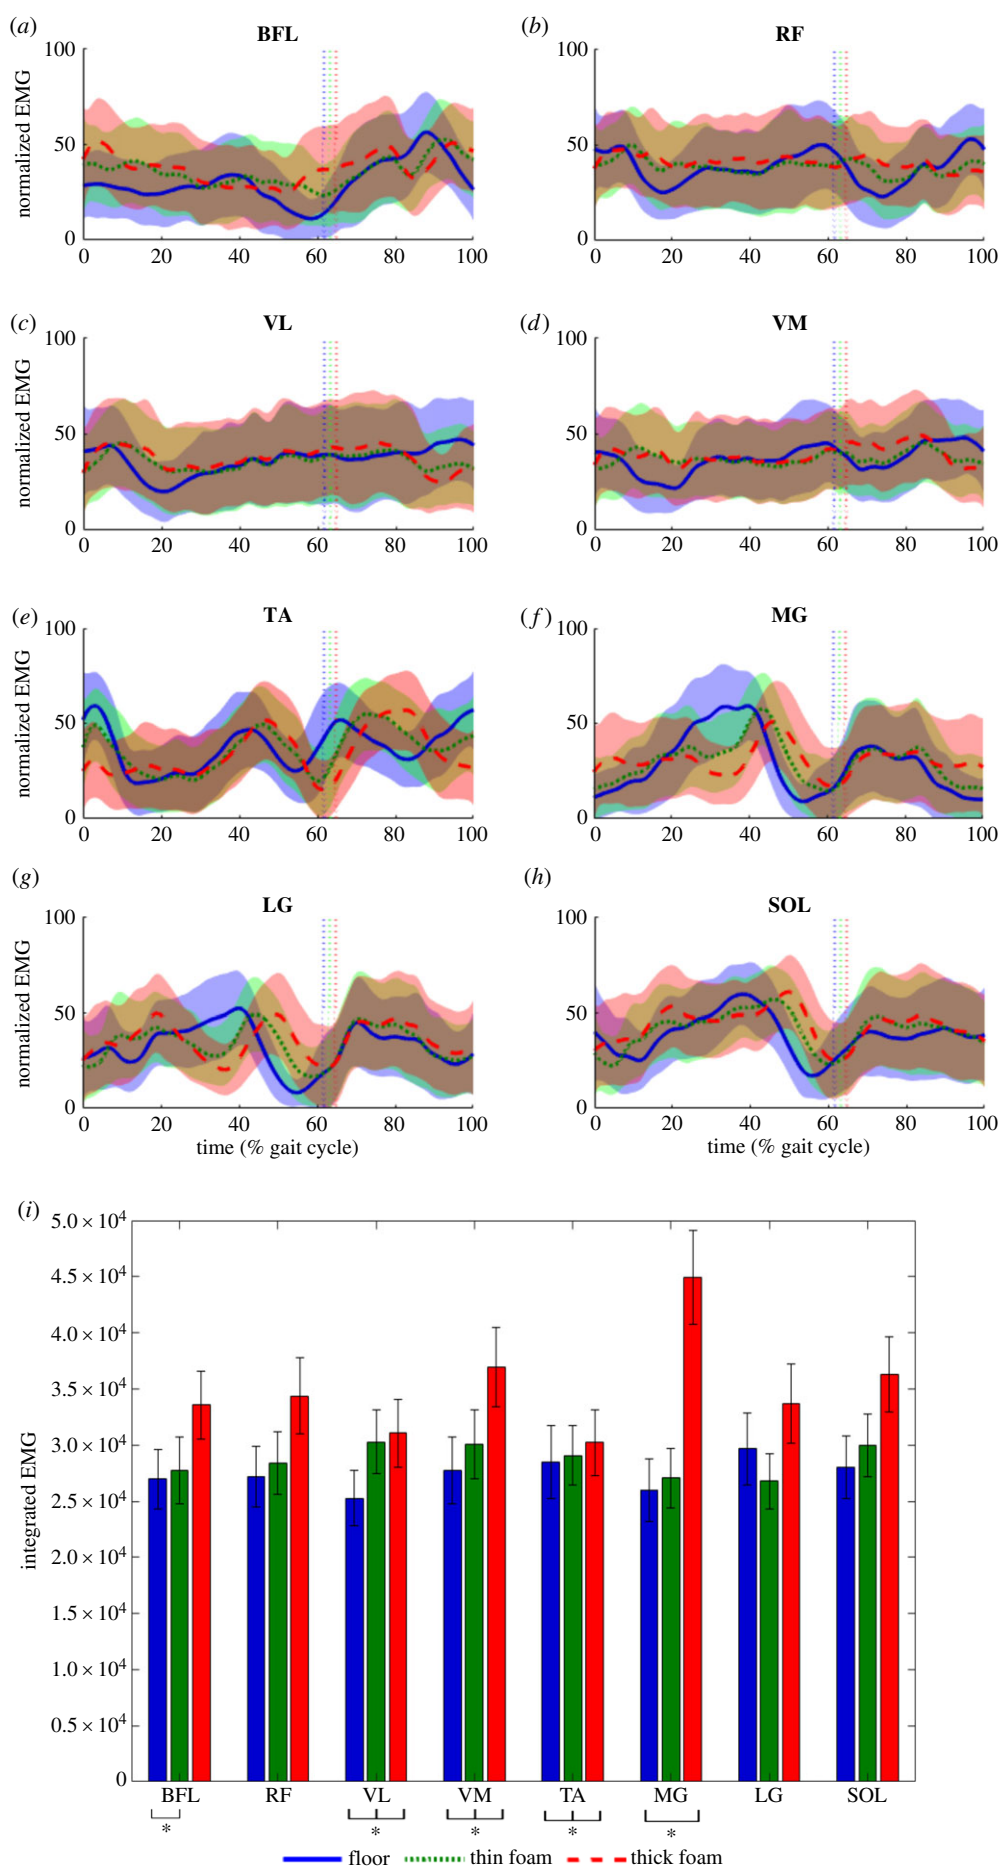 (a) BFL (b) RF
100 100
normalized EMG
50 50
0 0
0 20 40 60 80 100 0 20 40 60 80 100
(c) VL (d) VM
100 100
normalized EMG
50 50
0 0
0 20 40 60 80 100 0 20 40 60 80 100
(e) TA (f) MG
100 100
normalized EMG
50 50
0 0
0 20 40 60 80 100 0 20 40 60 80 100
(g) LG (h) SOL
100 100
normalized EMG
50 50
0 0
0 20 40 60 80 100 0 20 40 60 80 100
time (% gait cycle) time (% gait cycle)
(i)
5.0 × 10⁴
4.5 × 10⁴
4.0 × 10⁴
3.5 × 10⁴
3.0 × 10⁴
2.5 × 10⁴
2.0 × 10⁴
1.5 × 10⁴
1.0 × 10⁴
0.5 × 10⁴
0
integrated EMG
BFL RF VL VM TA MG LG SOL
* * * * *
floor thin foam thick foam